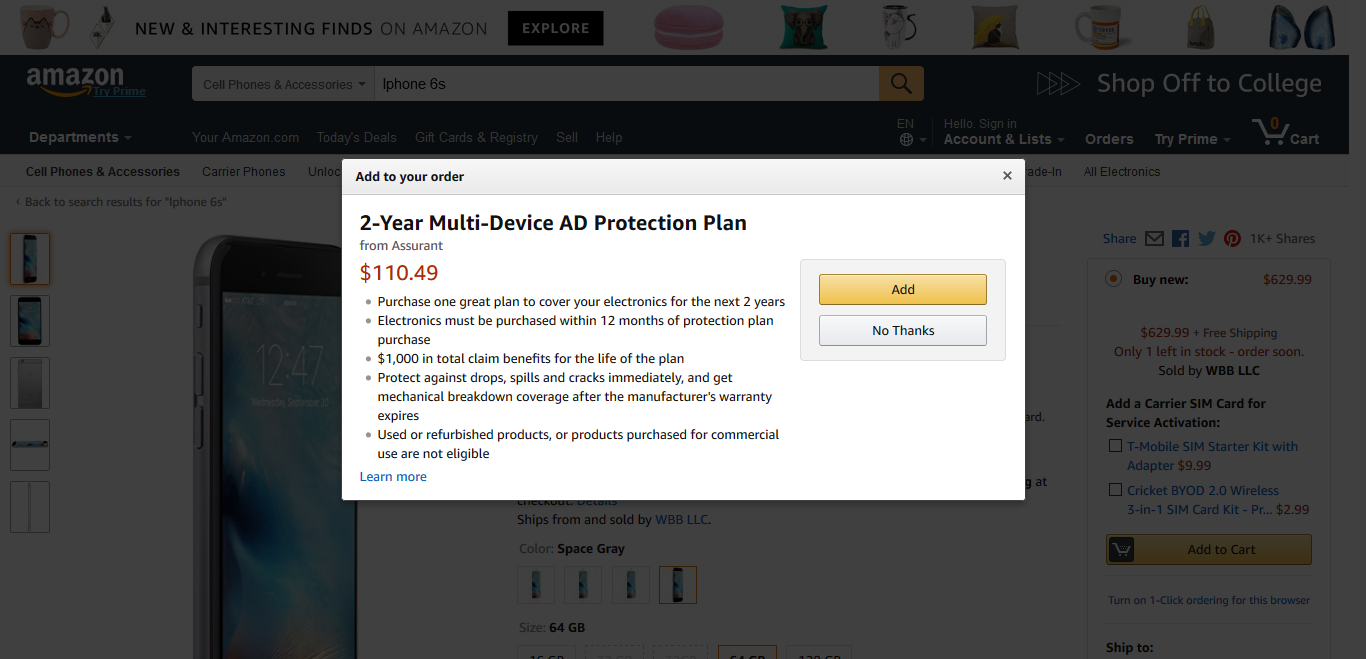 NEW & INTERESTING FINDS ON AMAZON EXPLORE
amazon
Try Prime
Cell Phones & Accessories
Iphone 6s
Shop Off to College
Departments
Your Amazon.com Today's Deals Gift Cards & Registry Sell Help
EN
Hello. Sign in
Account & Lists
Orders
Try Prime
0
Cart
Cell Phones & Accessories Carrier Phones Unloc
ade-In All Electronics
‹ Back to search results for "Iphone 6s"
Add to your order
×
2-Year Multi-Device AD Protection Plan
from Assurant
$110.49
• Purchase one great plan to cover your electronics for the next 2 years
• Electronics must be purchased within 12 months of protection plan
purchase
• $1,000 in total claim benefits for the life of the plan
• Protect against drops, spills and cracks immediately, and get
mechanical breakdown coverage after the manufacturer's warranty
expires
• Used or refurbished products, or products purchased for commercial
use are not eligible
Learn more
Add
No Thanks
12:47
Wednesday, September
ard.
g at
checkout. Details
Ships from and sold by WBB LLC.
Color: Space Gray
Size: 64 GB
16 GB
64 GB
128 GB
Share
1K+ Shares
Buy new:
$629.99
$629.99 + Free Shipping
Only 1 left in stock - order soon.
Sold by WBB LLC
Add a Carrier SIM Card for
Service Activation:
T-Mobile SIM Starter Kit with
Adapter $9.99
Cricket BYOD 2.0 Wireless
3-in-1 SIM Card Kit - Pr... $2.99
Add to Cart
Turn on 1-Click ordering for this browser
Ship to: